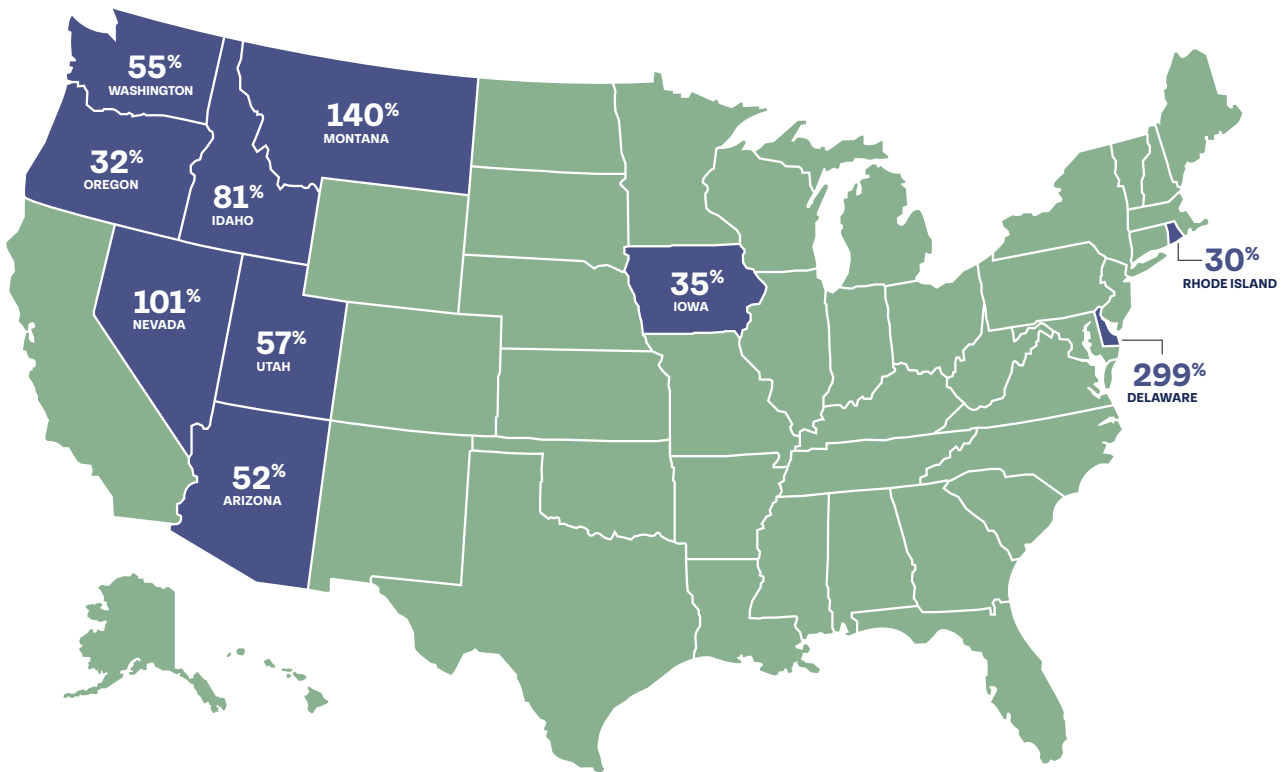 55%
WASHINGTON
140%
MONTANA
32%
OREGON
81%
IDAHO
101%
NEVADA
57%
UTAH
52%
ARIZONA
35%
IOWA
30%
RHODE ISLAND
299%
DELAWARE